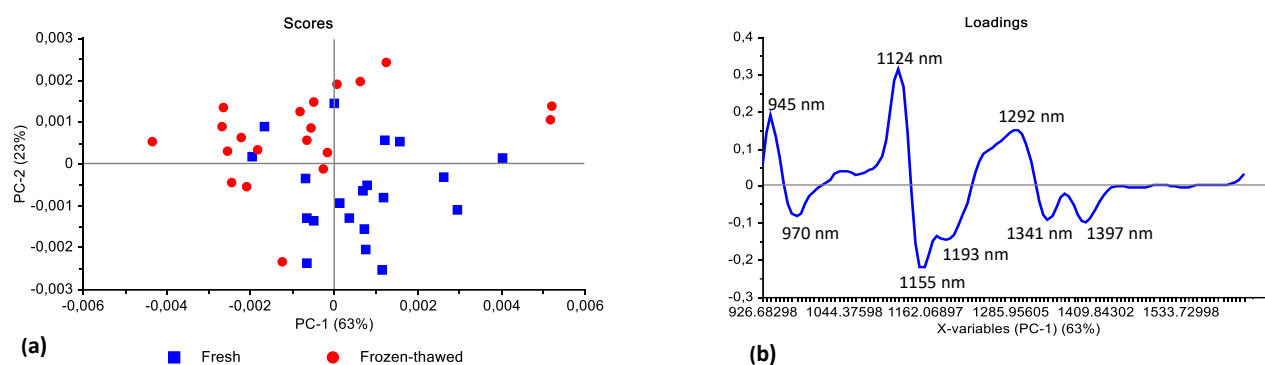 Scores
0,003
0,002
0,001
0
-0,001
-0,002
-0,003
PC-2 (23%)
-0,006
-0,004
-0,002
0
0,002
0,004
0,006
PC-1 (63%)
(a)
Fresh
Frozen-thawed
Loadings
0,4
0,3
0,2
0,1
0
-0,1
-0,2
-0,3
1124 nm
945 nm
1292 nm
970 nm
1193 nm
1341 nm
1397 nm
1155 nm
926.68298 1044.37598 1162.06897 1285.95605 1409.84302 1533.72998
X-variables (PC-1) (63%)
(b)